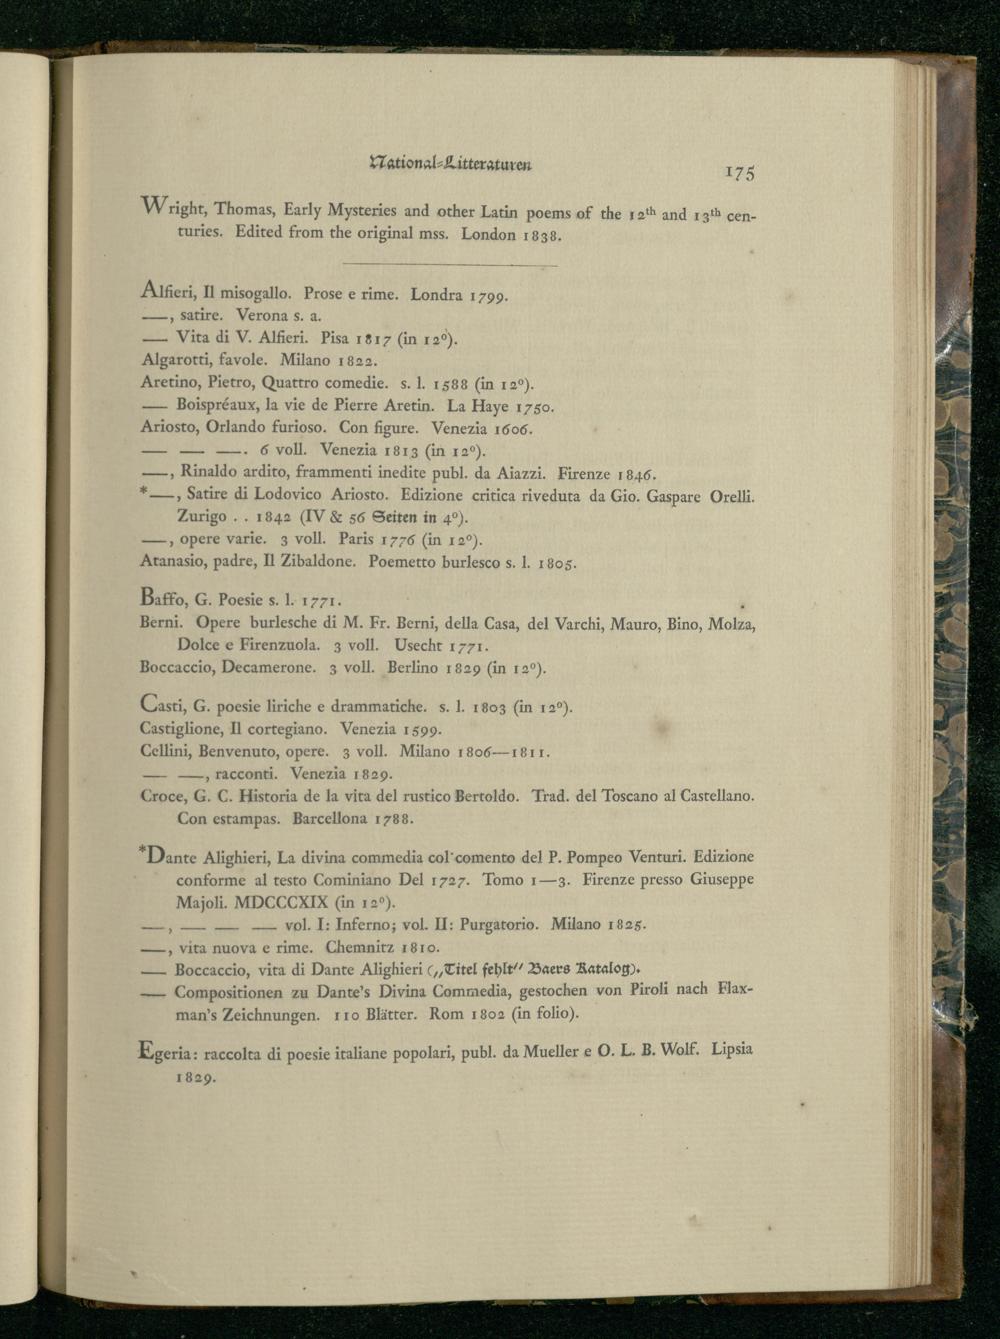 National-Litteraturen
175
Wright, Thomas, Early Mysteries and other Latin poems of the 12th and 13th cen-
turies. Edited from the original mss. London 1838.
Alfieri, Il misogallo. Prose e rime. Londra 1799.
—, satire. Verona s. a.
— Vita di V. Alfieri. Pisa 1817 (in 12º).
Algarotti, favole. Milano 1822.
Aretino, Pietro, Quattro comedie. s. l. 1588 (in 12º).
— Boispréaux, la vie de Pierre Aretin. La Haye 1750.
Ariosto, Orlando furioso. Con figure. Venezia 1606.
— — —. 6 voll. Venezia 1813 (in 12º).
—, Rinaldo ardito, frammenti inedite publ. da Aiazzi. Firenze 1846.
*—, Satire di Lodovico Ariosto. Edizione critica riveduta da Gio. Gaspare Orelli.
Zurigo . . 1842 (IV & 56 Seiten in 4º).
—, opere varie. 3 voll. Paris 1776 (in 12º).
Atanasio, padre, Il Zibaldone. Poemetto burlesco s. l. 1805.
Baffo, G. Poesie s. l. 1771.
Berni. Opere burlesche di M. Fr. Berni, della Casa, del Varchi, Mauro, Bino, Molza,
Dolce e Firenzuola. 3 voll. Usecht 1771.
Boccaccio, Decamerone. 3 voll. Berlino 1829 (in 12º).
Casti, G. poesie liriche e drammatiche. s. l. 1803 (in 12º).
Castiglione, Il cortegiano. Venezia 1599.
Cellini, Benvenuto, opere. 3 voll. Milano 1806—1811.
— —, racconti. Venezia 1829.
Croce, G. C. Historia de la vita del rustico Bertoldo. Trad. del Toscano al Castellano.
Con estampas. Barcellona 1788.
*Dante Alighieri, La divina commedia col comento del P. Pompeo Venturi. Edizione
conforme al testo Cominiano Del 1727. Tomo 1—3. Firenze presso Giuseppe
Majoli. MDCCCXIX (in 12º).
—, — — — vol. I: Inferno; vol. II: Purgatorio. Milano 1825.
—, vita nuova e rime. Chemnitz 1810.
— Boccaccio, vita di Dante Alighieri („Titel fehlt“ Baers Katalog).
— Compositionen zu Dante's Divina Commedia, gestochen von Piroli nach Flax-
man's Zeichnungen. 110 Blätter. Rom 1802 (in folio).
Egeria: raccolta di poesie italiane popolari, publ. da Mueller e O. L. B. Wolf. Lipsia
1829.